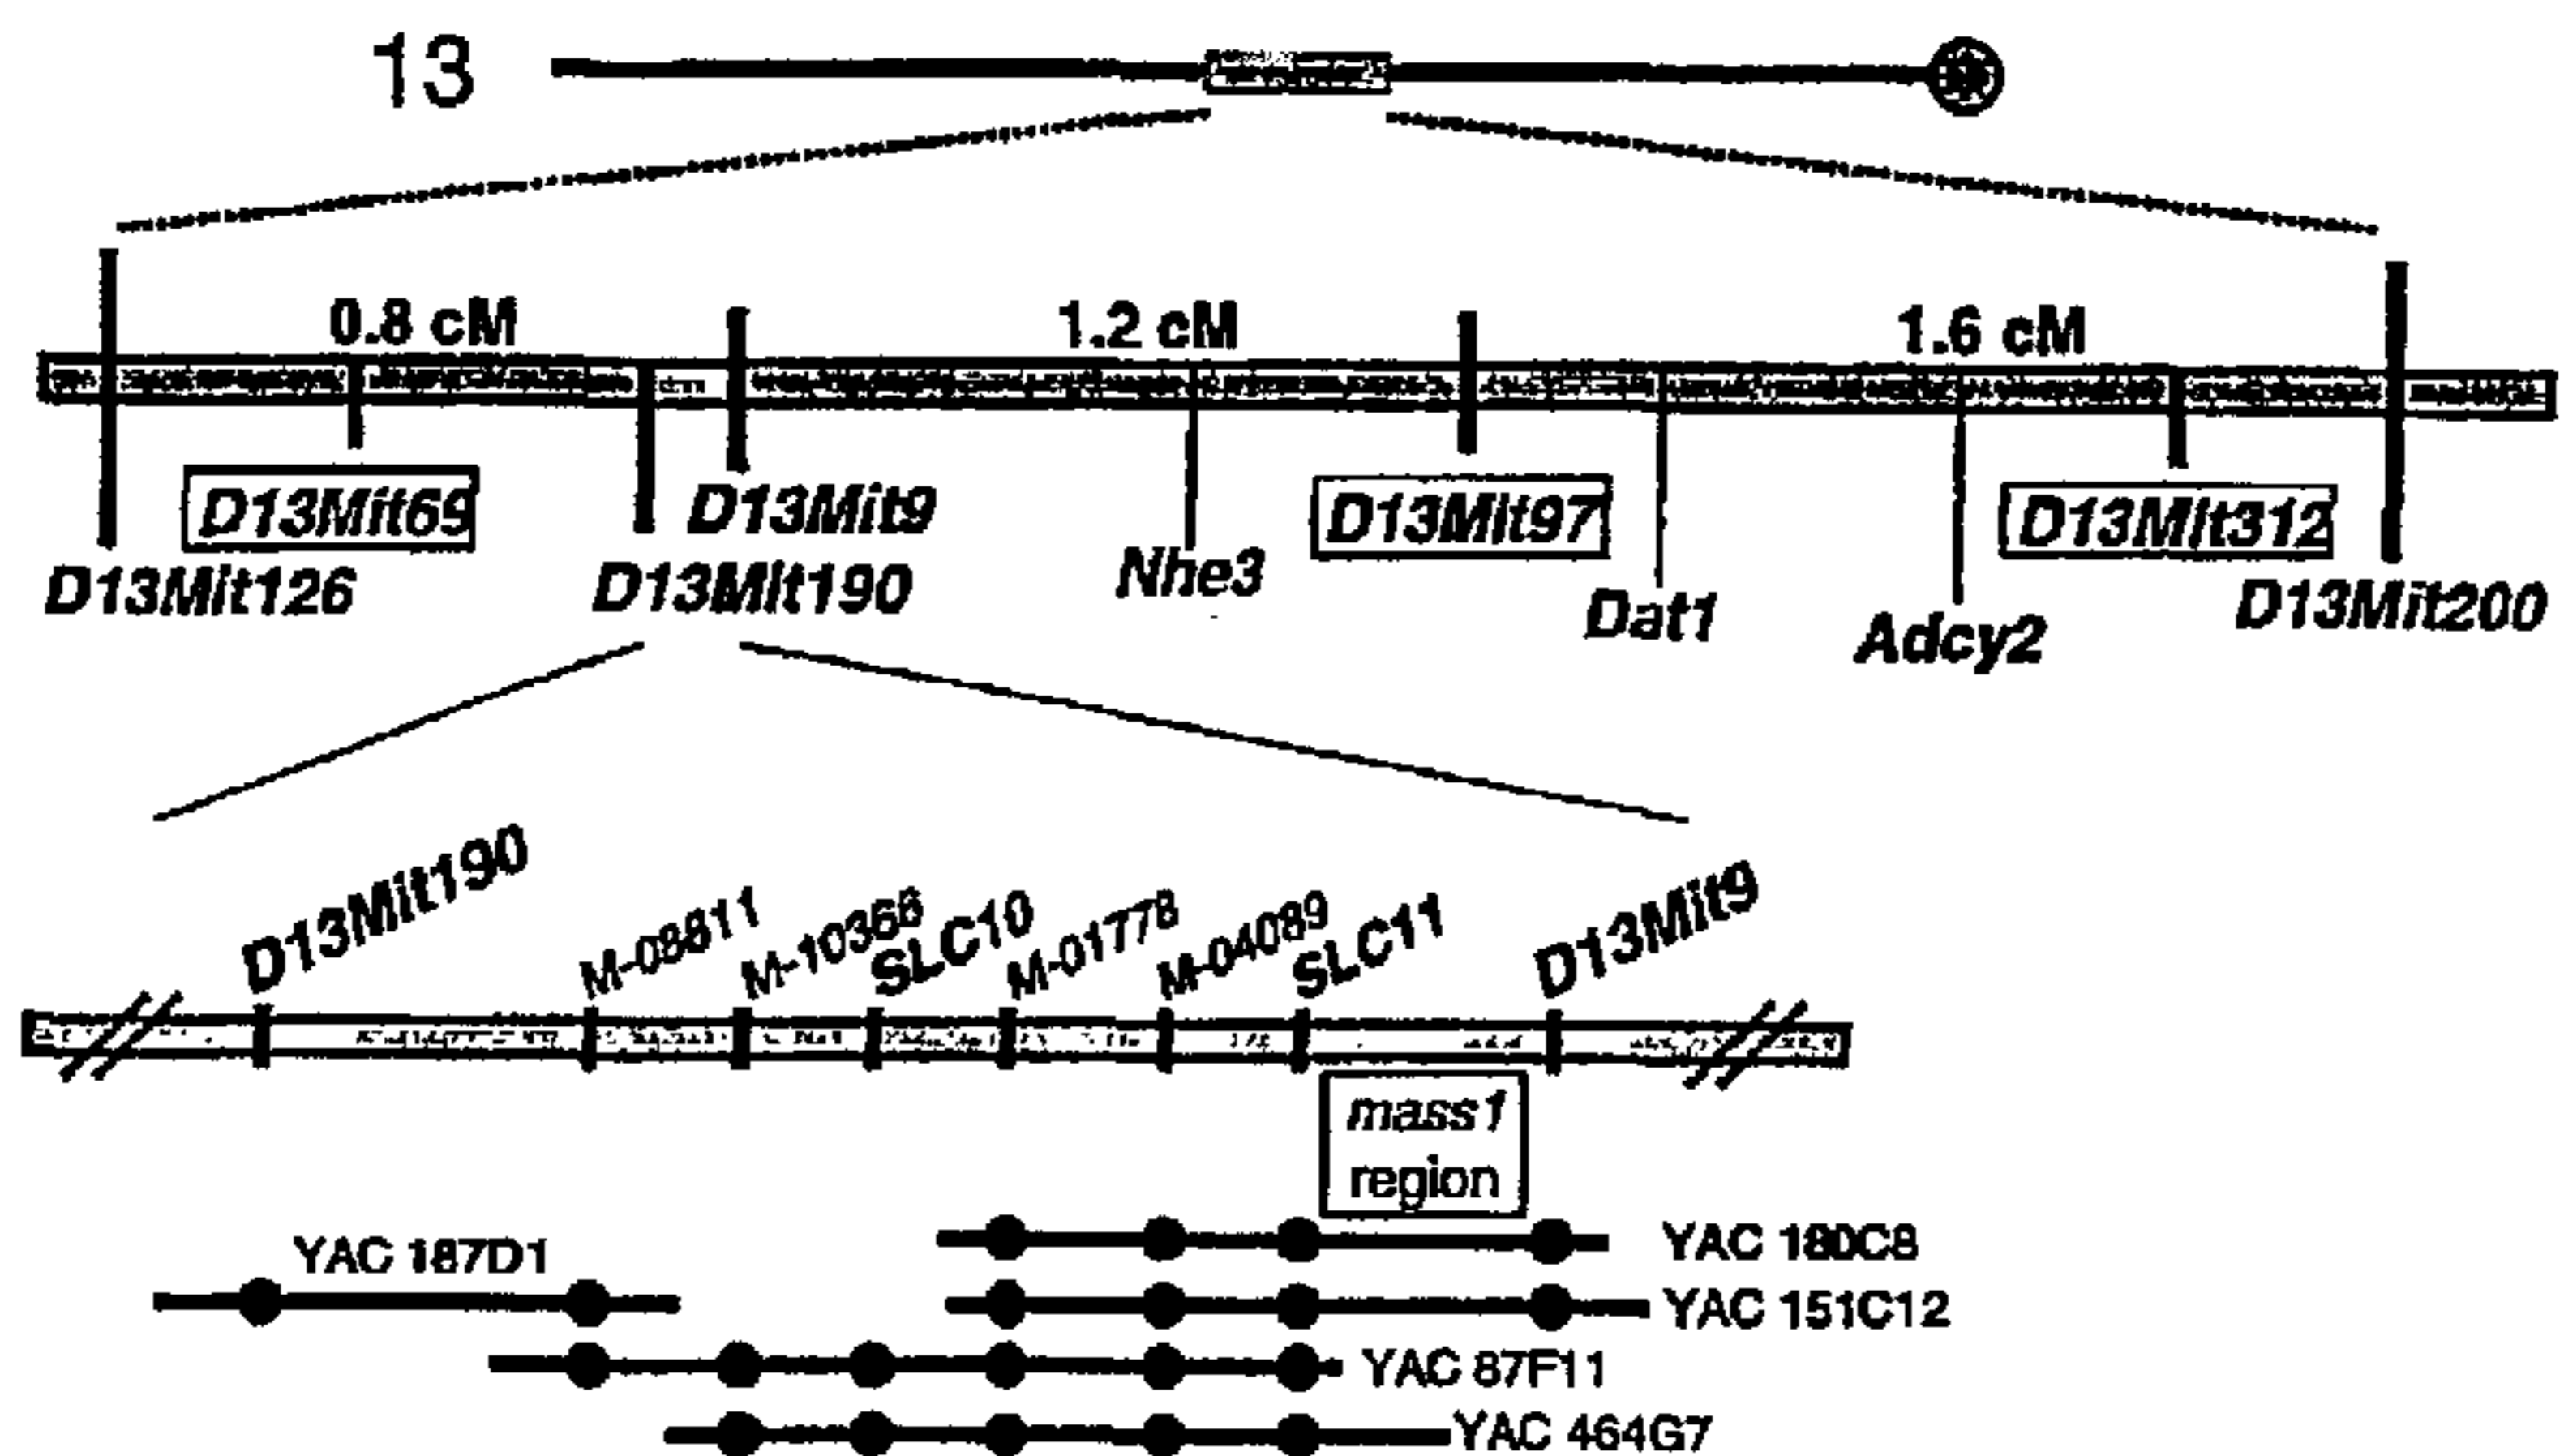 13
0.8 cM 1.2 cM 1.6 cM
D13Mit69 D13Mit9 D13Mit97 D13Mit312
D13Mit126 D13Mit190 Nhe3 Dat1 Adcy2 D13Mit200
D13Mit190 M-08811 M-10366 SLC10 M-01778 M-04089 SLC11 D13Mit9
mass1
region
YAC 187D1 YAC 180C8
YAC 151C12
YAC 87F11
YAC 464G7